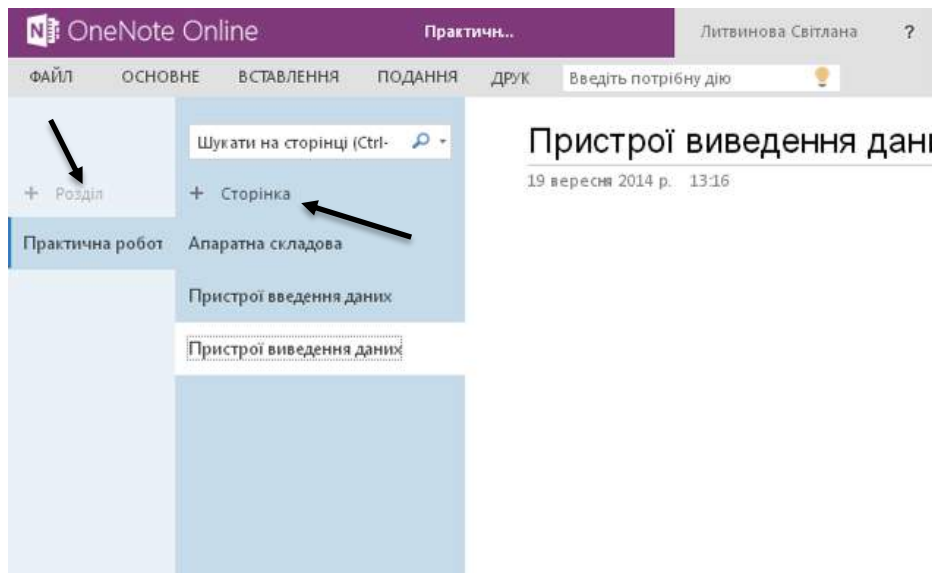 OneNote Online
Практичн...
Литвинова Світлана
?
ФАЙЛ ОСНОВНЕ ВСТАВЛЕННЯ ПОДАННЯ ДРУК Введіть потрібну дію
Шукати на сторінці (Ctrl-
+ Розділ
+ Сторінка
Практична робот
Апаратна складова
Пристрої введення даних
Пристрої виведення даних
Пристрої виведення дані
19 вересня 2014 р. 13:16